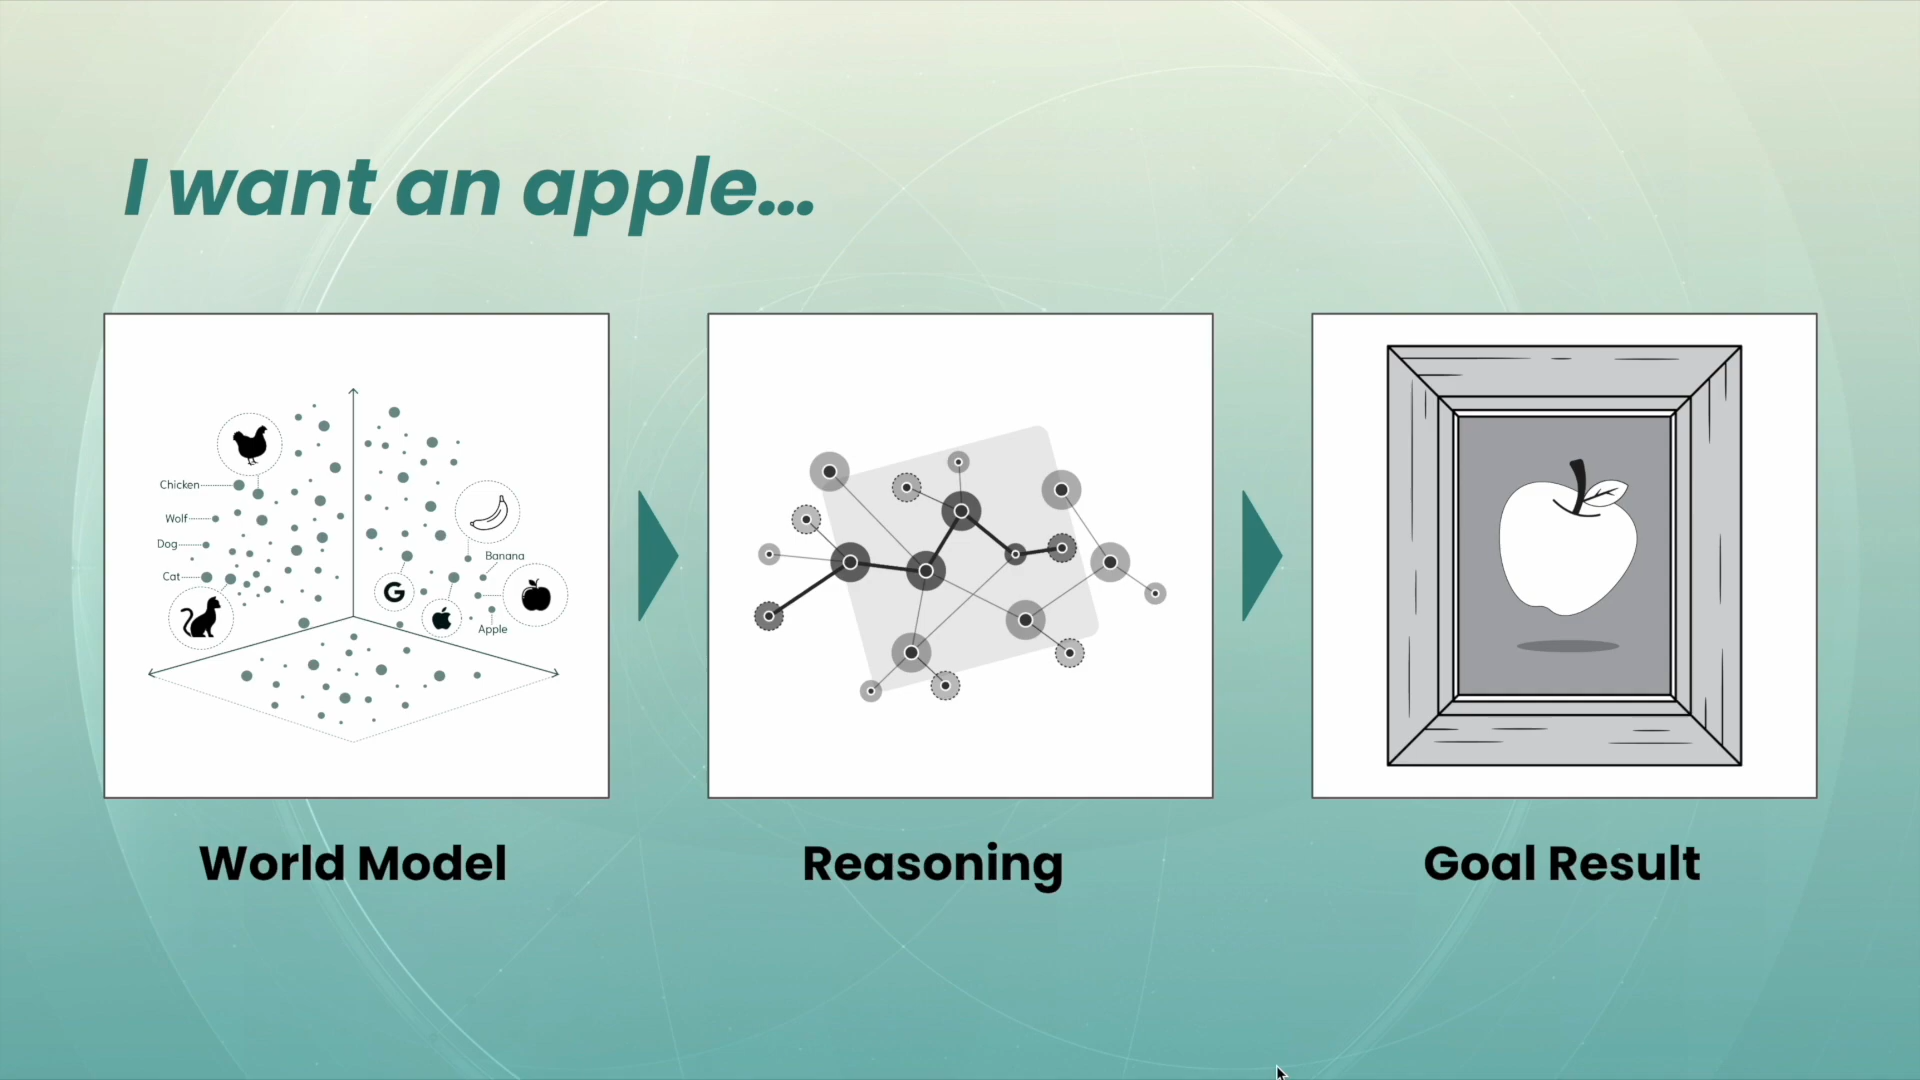 I want an apple...
Chicken
Wolf
Dog
Cat
G
Banana
Apple
World Model
Reasoning
Goal Result